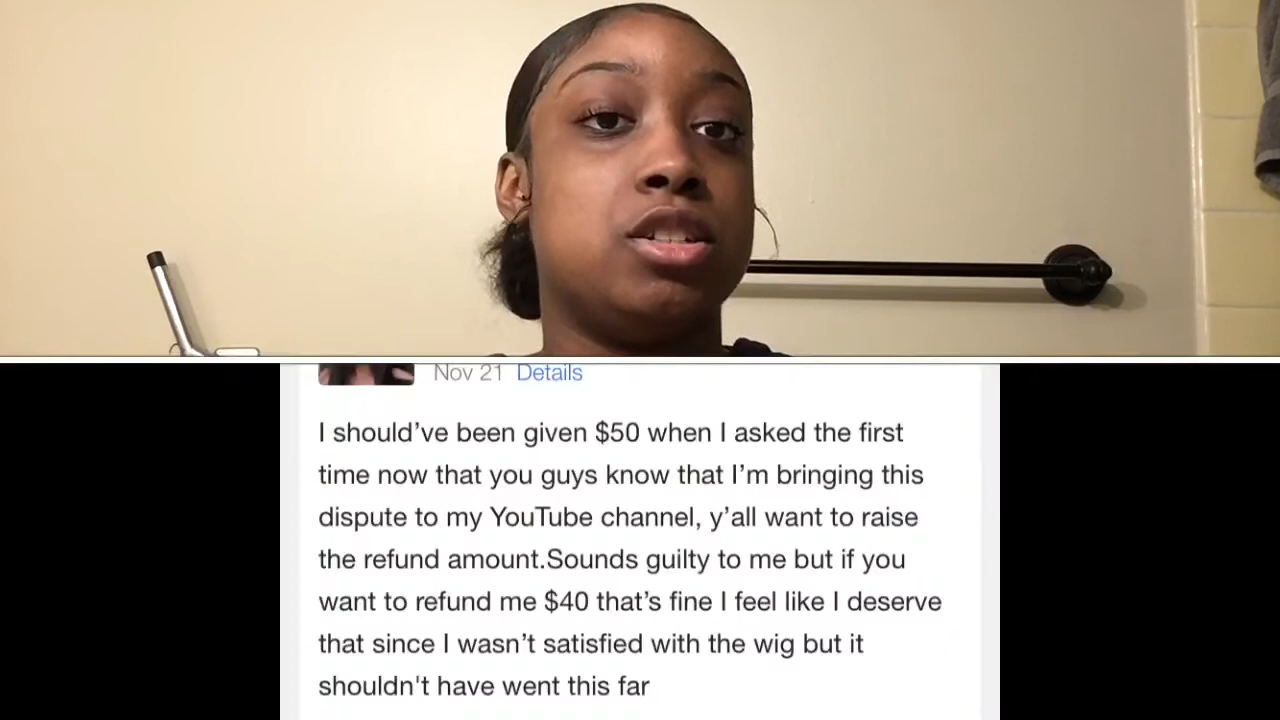 Nov 21 Details
I should’ve been given $50 when I asked the first
time now that you guys know that I’m bringing this
dispute to my YouTube channel, y’all want to raise
the refund amount.Sounds guilty to me but if you
want to refund me $40 that’s fine I feel like I deserve
that since I wasn’t satisfied with the wig but it
shouldn't have went this far